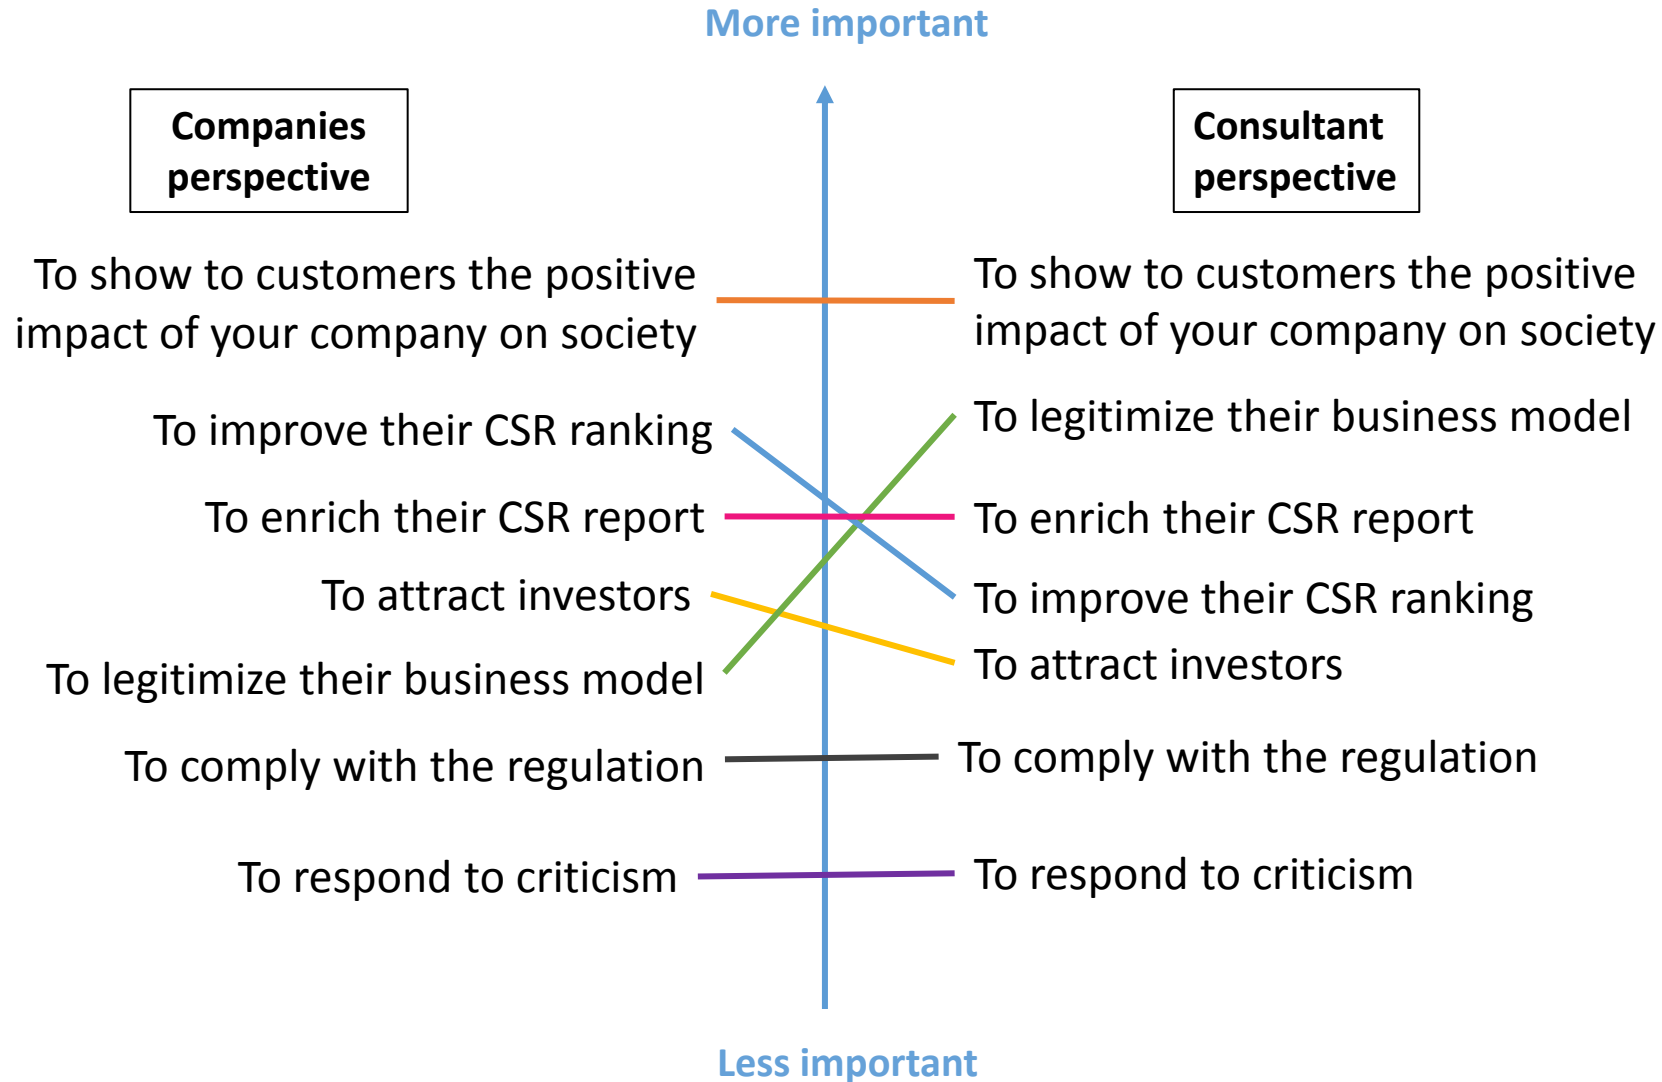 More important
Companies
perspective
To show to customers the positive
impact of your company on society
To improve their CSR ranking
To enrich their CSR report
To attract investors
To legitimize their business model
To comply with the regulation
To respond to criticism
Consultant
perspective
To show to customers the positive
impact of your company on society
To legitimize their business model
To enrich their CSR report
To improve their CSR ranking
To attract investors
To comply with the regulation
To respond to criticism
Less important